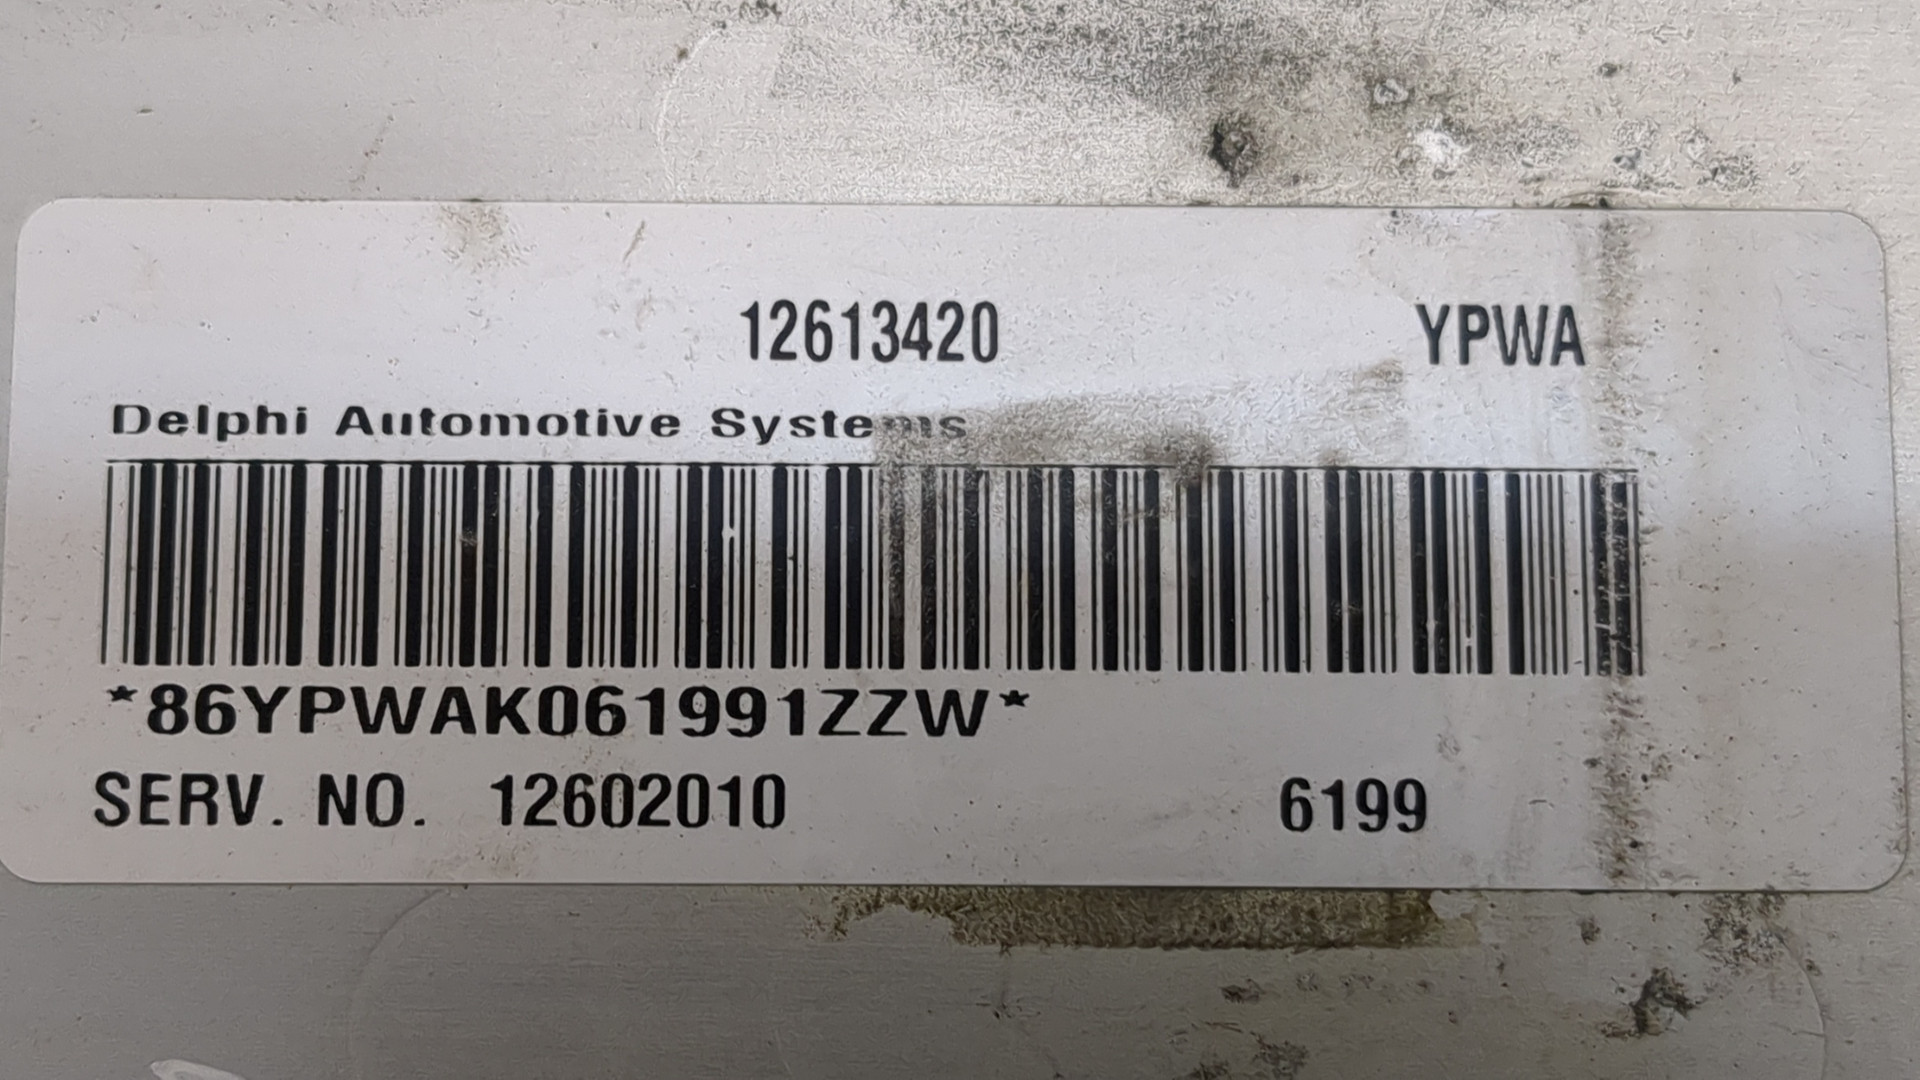 12613420 YPWA
Delphi Automotive Systems
*86YPWAK061991ZZW*
SERV. NO. 12602010 6199